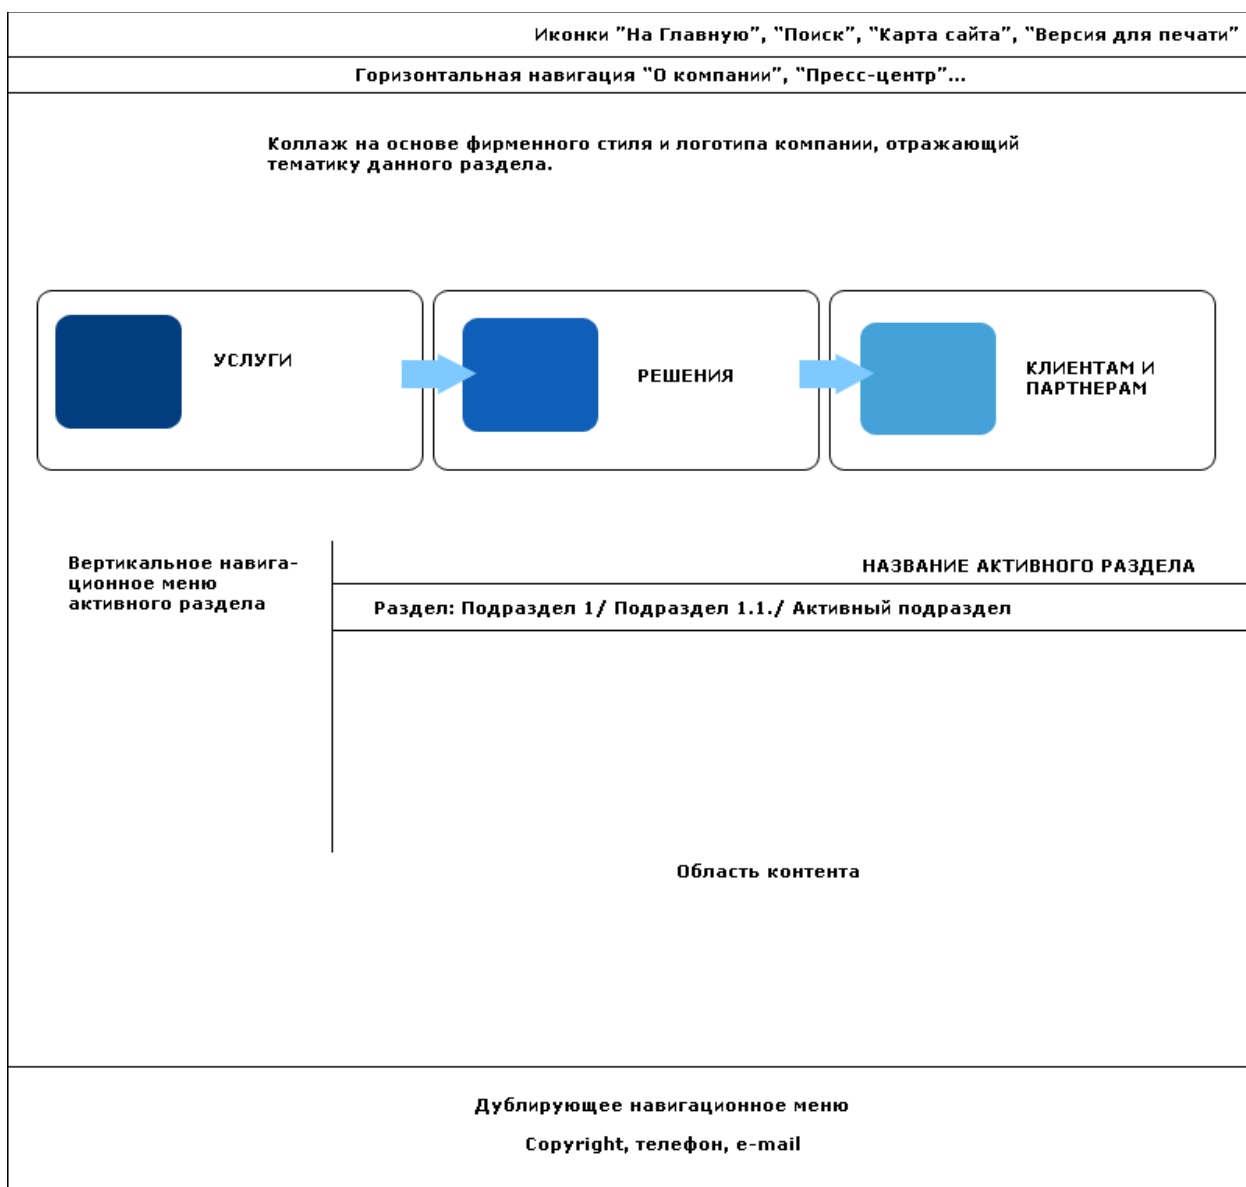 Иконки "На Главную", "Поиск", "Карта сайта", "Версия для печати"
Горизонтальная навигация "О компании", "Пресс-центр"...
Коллаж на основе фирменного стиля и логотипа компании, отражающий
тематику данного раздела.
УСЛУГИ
РЕШЕНИЯ
КЛИЕНТАМ И
ПАРТНЕРАМ
Вертикальное навига-
ционное меню
активного раздела
НАЗВАНИЕ АКТИВНОГО РАЗДЕЛА
Раздел: Подраздел 1/ Подраздел 1.1./ Активный подраздел
Область контента
Дублирующее навигационное меню
Copyright, телефон, e-mail